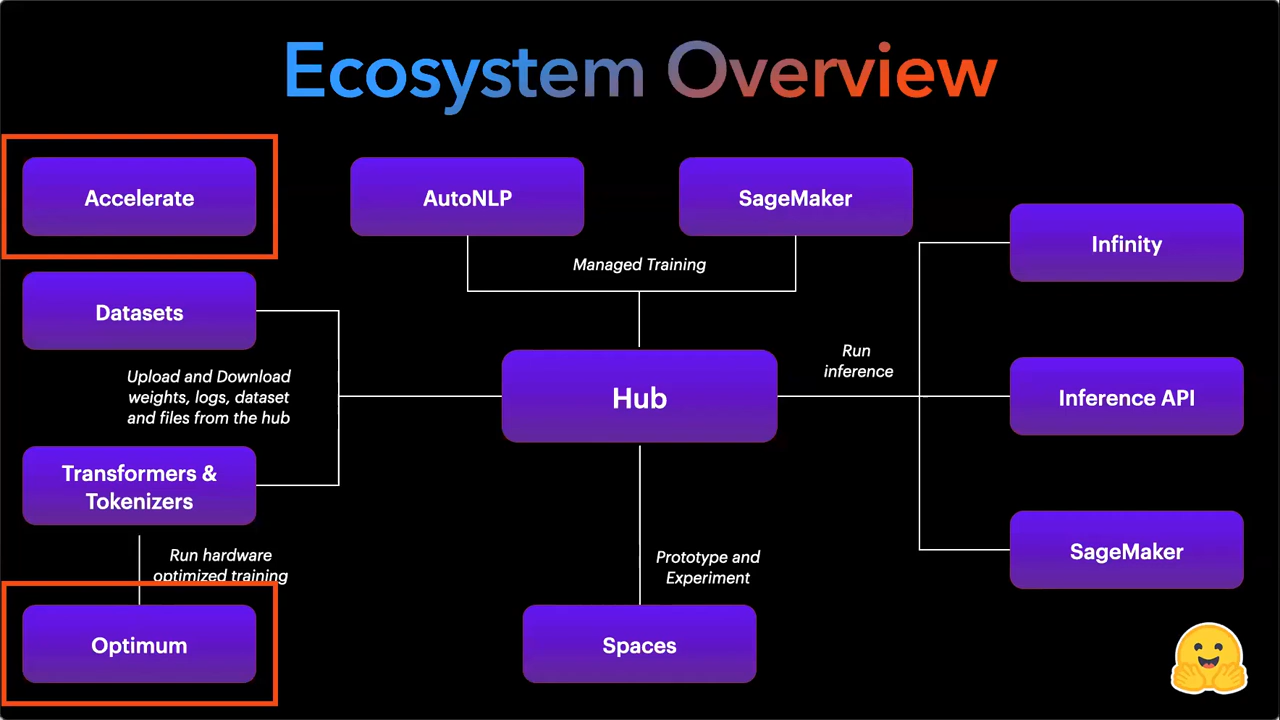 Ecosystem Overview
Accelerate
AutoNLP
SageMaker
Managed Training
Infinity
Datasets
Upload and Download
weights, logs, dataset
and files from the hub
Hub
Run
inference
Inference API
Transformers &
Tokenizers
Run hardware
optimized training
Prototype and
Experiment
SageMaker
Optimum
Spaces